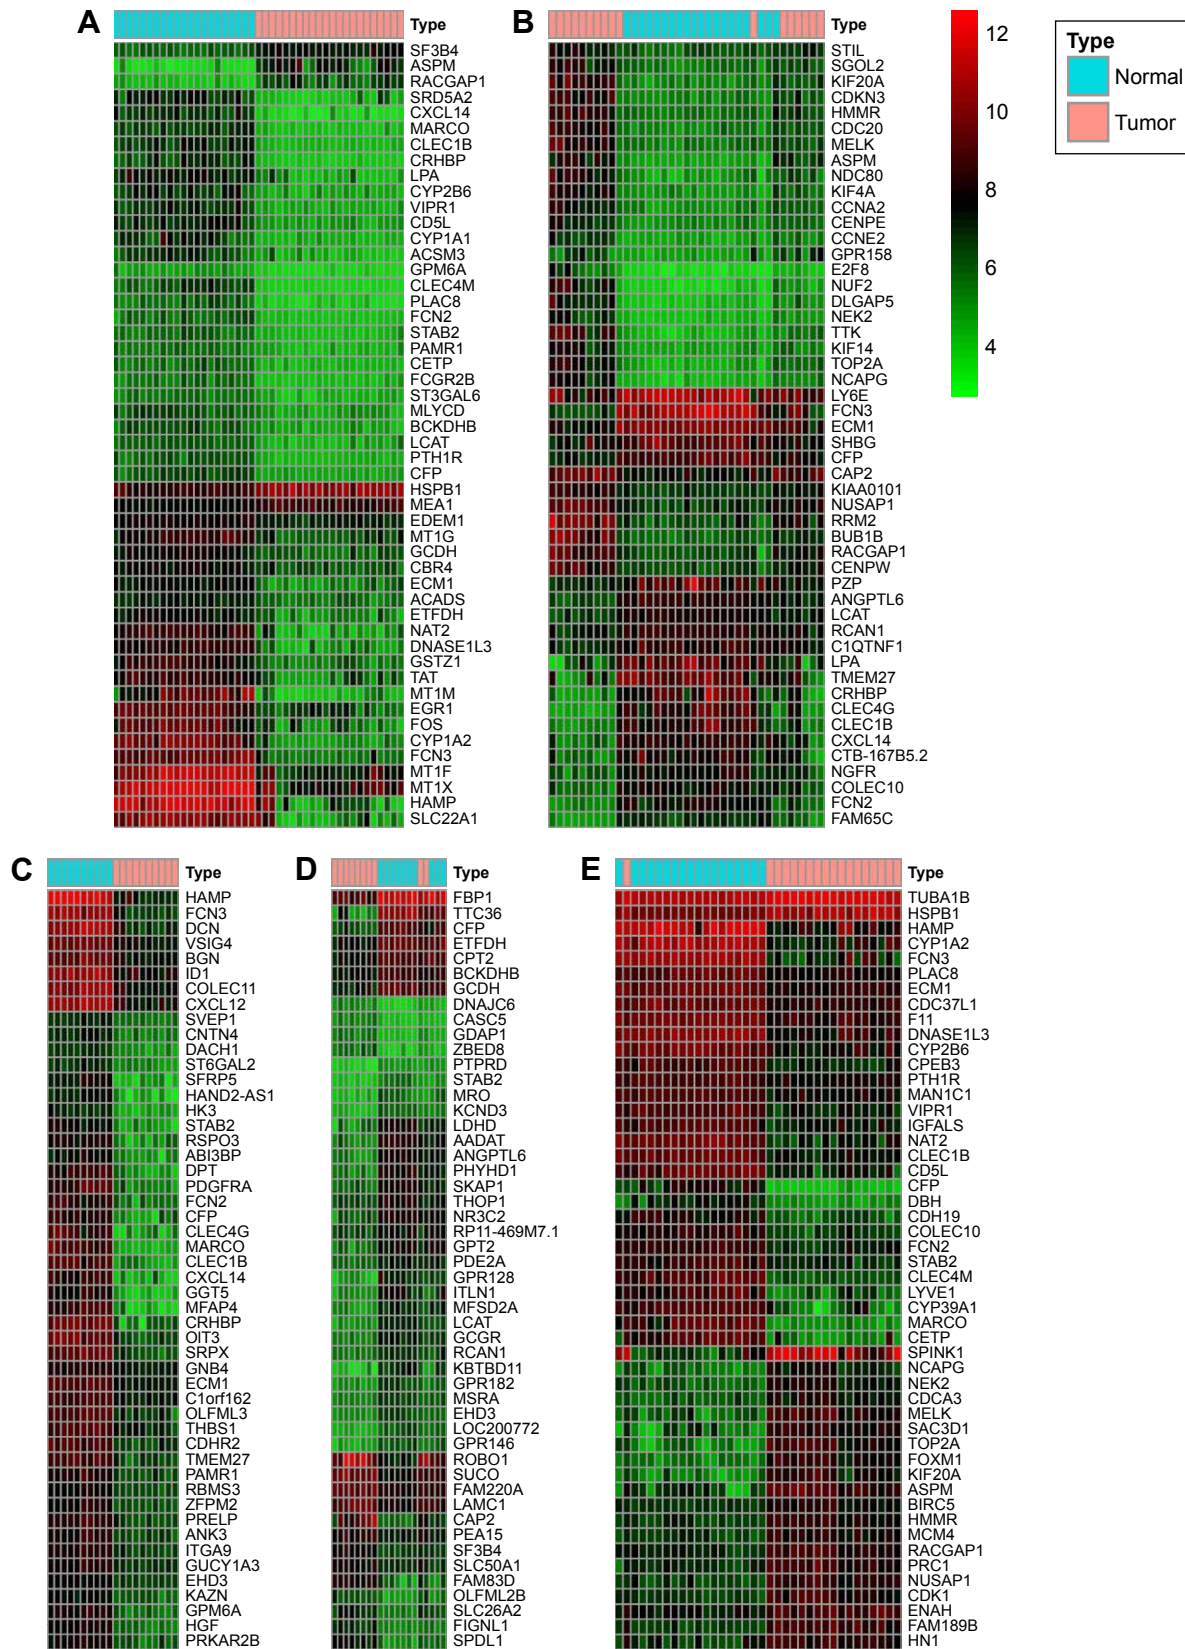 A
Type
SF3B4
ASPM
RACGAP1
SRD5A2
CXCL14
MARCO
CLEC1B
CRHBP
LPA
CYP2B6
VIPR1
CD5L
CYP1A1
ACSM3
GPM6A
CLEC4M
PLAC8
FCN2
STAB2
PAMR1
CETP
FCGR2B
ST3GAL6
MLYCD
BCKDHB
LCAT
PTH1R
CFP
HSPB1
MEA1
EDEM1
MT1G
GCDH
CBR4
ECM1
ACADS
ETFDH
NAT2
DNASE1L3
GSTZ1
TAT
MT1M
EGR1
FOS
CYP1A2
FCN3
MT1F
MT1X
HAMP
SLC22A1
B
Type
STIL
SGOL2
KIF20A
CDKN3
HMMR
CDC20
MELK
ASPM
NDC80
KIF4A
CCNA2
CENPE
CCNE2
GPR158
E2F8
NUF2
DLGAP5
NEK2
TTK
KIF14
TOP2A
NCAPG
LY6E
FCN3
ECM1
SHBG
CFP
CAP2
KIAA0101
NUSAP1
RRM2
BUB1B
RACGAP1
CENPW
PZP
ANGPTL6
LCAT
RCAN1
C1QTNF1
LPA
TMEM27
CRHBP
CLEC4G
CLEC1B
CXCL14
CTB-167B5.2
NGFR
COLEC10
FCN2
FAM65C
12
10
8
6
4
Type
Normal
Tumor
C
Type
HAMP
FCN3
DCN
VSIG4
BGN
ID1
COLEC11
CXCL12
SVEP1
CNTN4
DACH1
ST6GAL2
SFRP5
HAND2-AS1
HK3
STAB2
RSPO3
ABI3BP
DPT
PDGFRA
FCN2
CFP
CLEC4G
MARCO
CLEC1B
CXCL14
GGT5
MFAP4
CRHBP
OIT3
SRPX
GNB4
ECM1
C1orf162
OLFML3
THBS1
CDHR2
TMEM27
PAMR1
RBMS3
ZFPM2
PRELP
ANK3
ITGA9
GUCY1A3
EHD3
KAZN
GPM6A
HGF
PRKAR2B
D
Type
FBP1
TTC36
CFP
ETFDH
CPT2
BCKDHB
GCDH
DNAJC6
CASC5
GDAP1
ZBED8
PTPRD
STAB2
MRO
KCND3
LDHD
AADAT
ANGPTL6
PHYHD1
SKAP1
THOP1
NR3C2
RP11-469M7.1
GPT2
PDE2A
GPR128
ITLN1
MFSD2A
LCAT
GCGR
RCAN1
KBTBD11
GPR182
MSRA
EHD3
LOC200772
GPR146
ROBO1
SUCO
FAM220A
LAMC1
CAP2
PEA15
SF3B4
SLC50A1
FAM83D
OLFML2B
SLC26A2
FIGNL1
SPDL1
E
Type
TUBA1B
HSPB1
HAMP
CYP1A2
FCN3
PLAC8
ECM1
CDC37L1
F11
DNASE1L3
CYP2B6
CPEB3
PTH1R
MAN1C1
VIPR1
IGFALS
NAT2
CLEC1B
CD5L
CFP
DBH
CDH19
COLEC10
FCN2
STAB2
CLEC4M
LYVE1
CYP39A1
MARCO
CETP
SPINK1
NCAPG
NEK2
CDCA3
MELK
SAC3D1
TOP2A
FOXM1
KIF20A
ASPM
BIRC5
HMMR
MCM4
RACGAP1
PRC1
NUSAP1
CDK1
ENAH
FAM189B
HN1